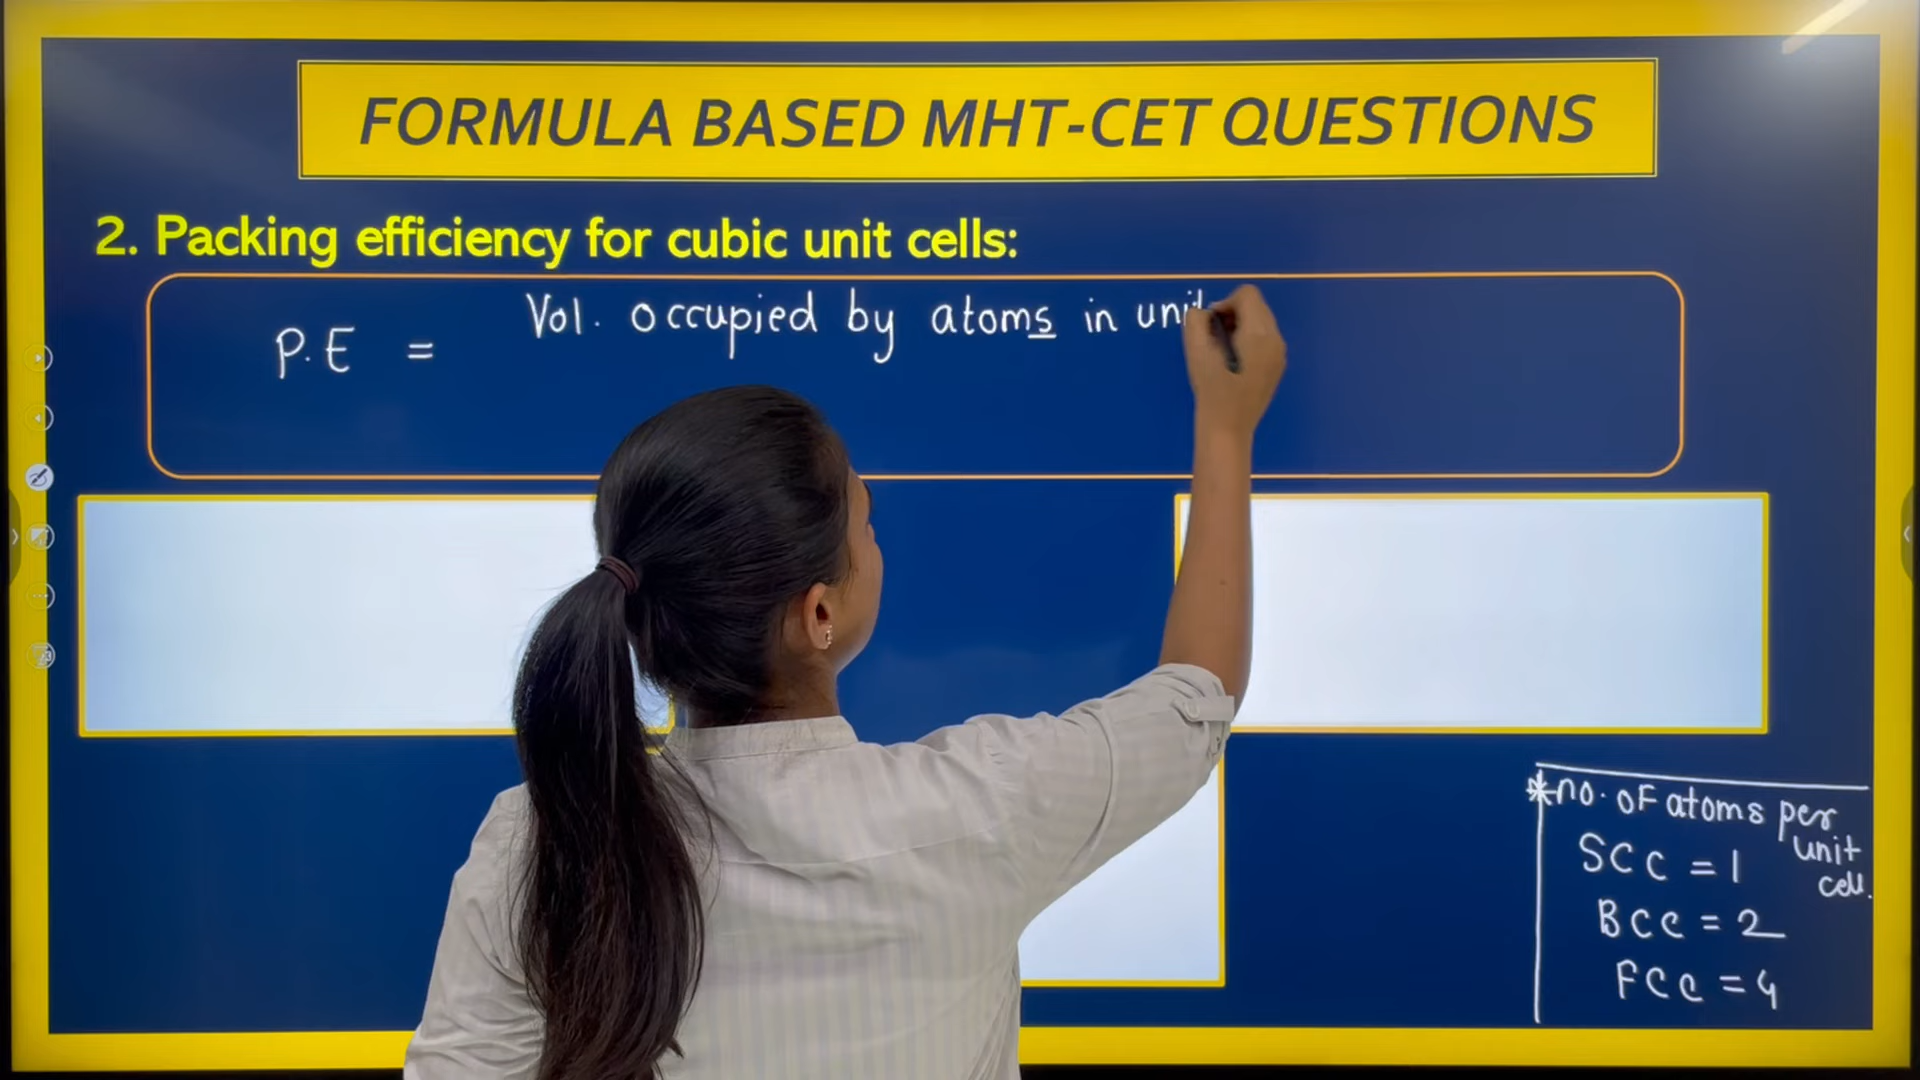 FORMULA BASED MHT-CET QUESTIONS
2. Packing efficiency for cubic unit cells:
Vol. occupied by atoms in unit
P.E =
*no. of atoms per
unit
cell.
SCC = 1
BCC = 2
FCC = 4